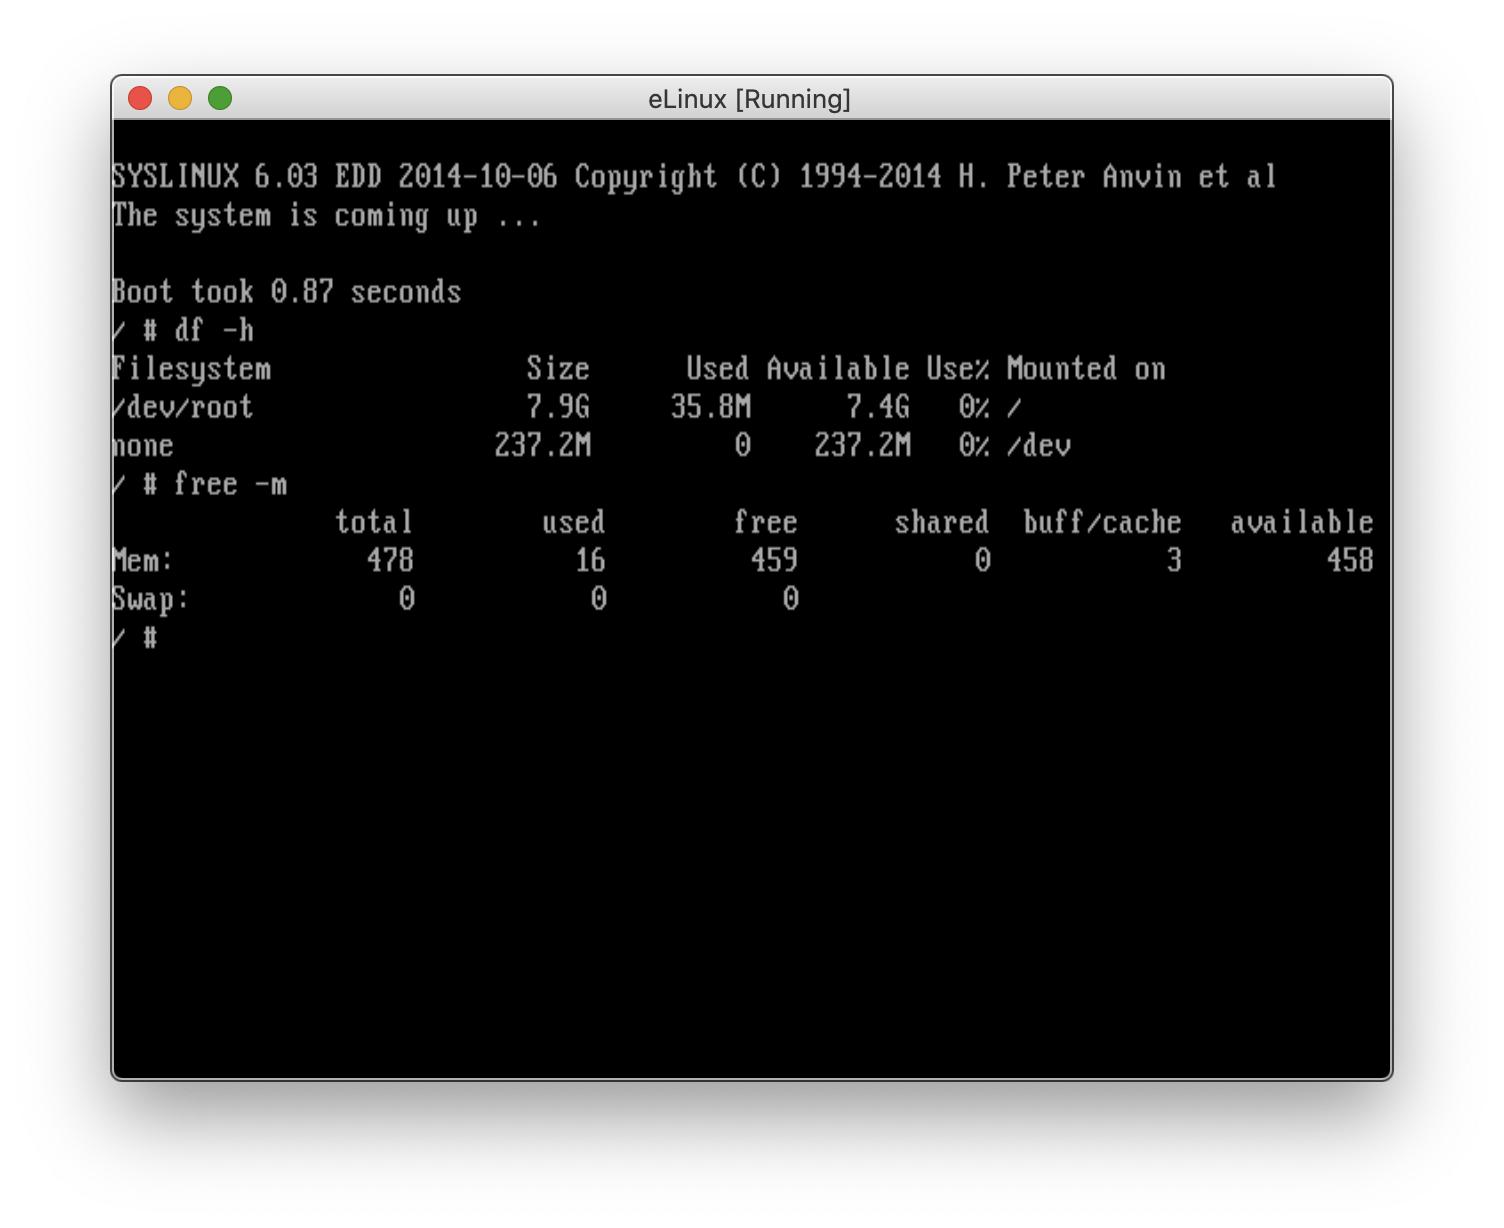 eLinux [Running]
SYSLINUX 6.03 EDD 2014-10-06 Copyright (C) 1994-2014 H. Peter Anvin et al
The system is coming up ...
Boot took 0.87 seconds
/ # df -h
Filesystem                Size      Used Available Use% Mounted on
/dev/root                 7.9G     35.8M      7.4G   0% /
none                    237.2M         0    237.2M   0% /dev
/ # free -m
              total        used        free      shared  buff/cache   available
Mem:            478          16         459           0           3         458
Swap:             0           0           0
/ #